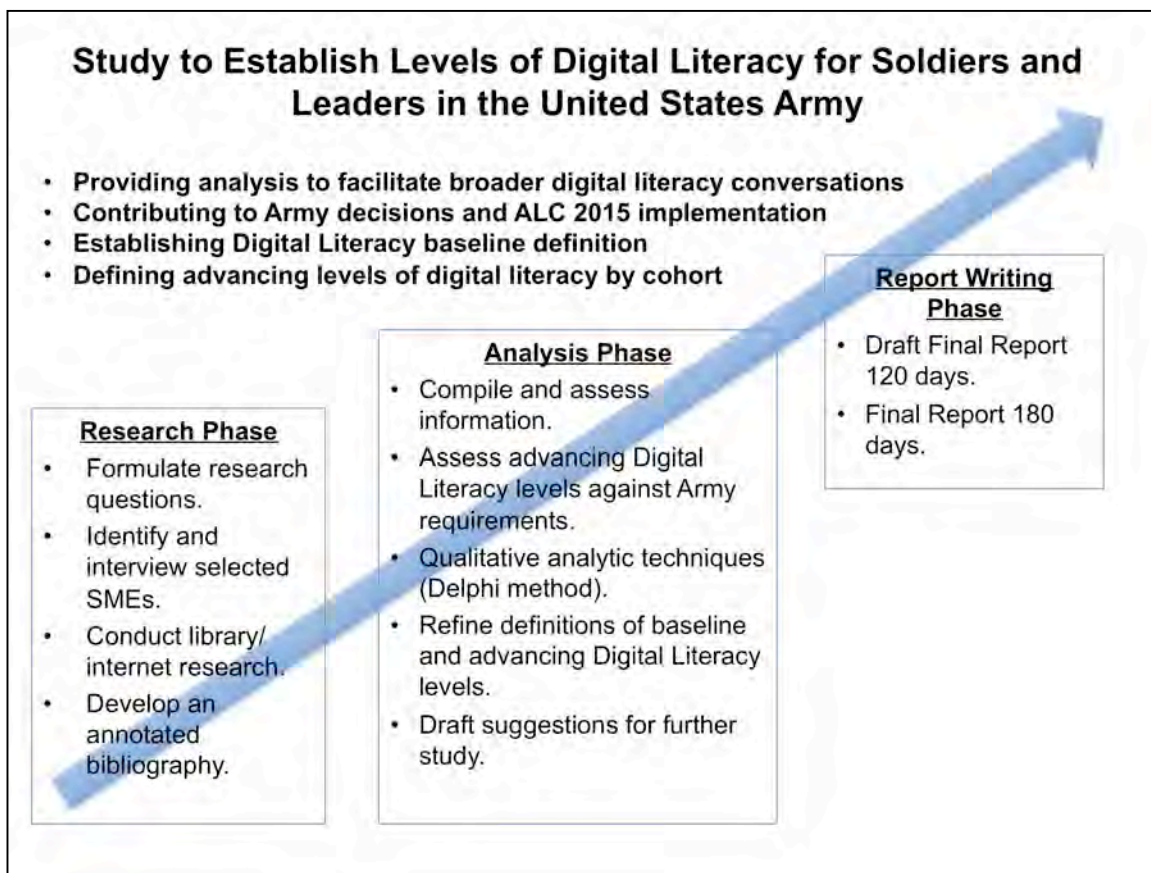 Study to Establish Levels of Digital Literacy for Soldiers and
Leaders in the United States Army
• Providing analysis to facilitate broader digital literacy conversations
• Contributing to Army decisions and ALC 2015 implementation
• Establishing Digital Literacy baseline definition
• Defining advancing levels of digital literacy by cohort
Research Phase
• Formulate research
questions.
• Identify and
interview selected
SMEs.
• Conduct library/
internet research.
• Develop an
annotated
bibliography.
Analysis Phase
• Compile and assess
information.
• Assess advancing Digital
Literacy levels against Army
requirements.
• Qualitative analytic techniques
(Delphi method).
• Refine definitions of baseline
and advancing Digital Literacy
levels.
• Draft suggestions for further
study.
Report Writing
Phase
• Draft Final Report
120 days.
• Final Report 180
days.